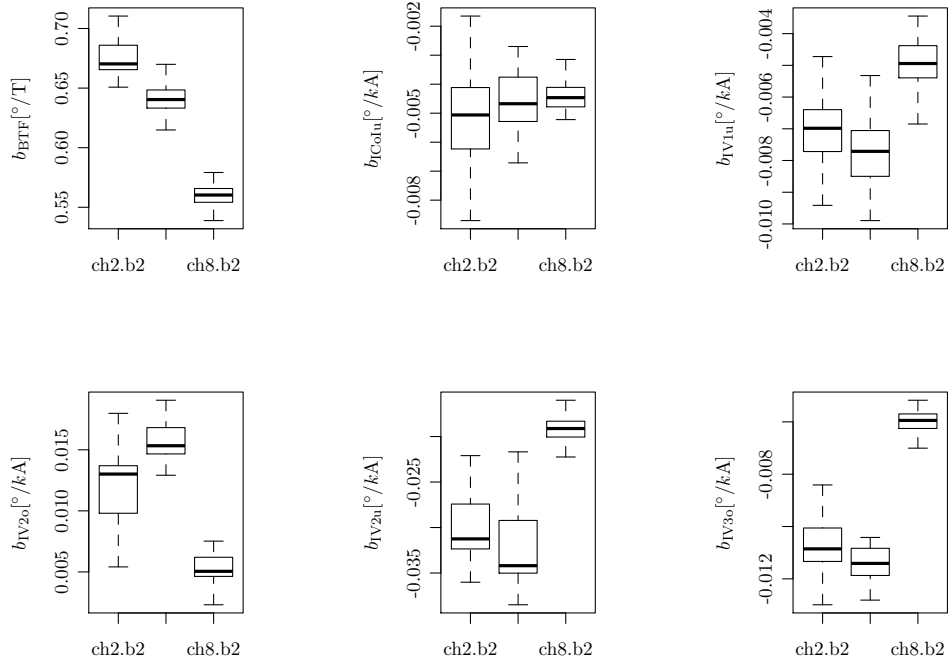 b_BTF[°/T]
0.55 0.60 0.65 0.70
ch2.b2 ch8.b2
b_ICoIu[°/kA]
-0.008 -0.005 -0.002
ch2.b2 ch8.b2
b_IV1u[°/kA]
-0.010 -0.008 -0.006 -0.004
ch2.b2 ch8.b2
b_IV2o[°/kA]
0.005 0.010 0.015
ch2.b2 ch8.b2
b_IV2u[°/kA]
-0.035 -0.025
ch2.b2 ch8.b2
b_IV3o[°/kA]
-0.012 -0.008
ch2.b2 ch8.b2